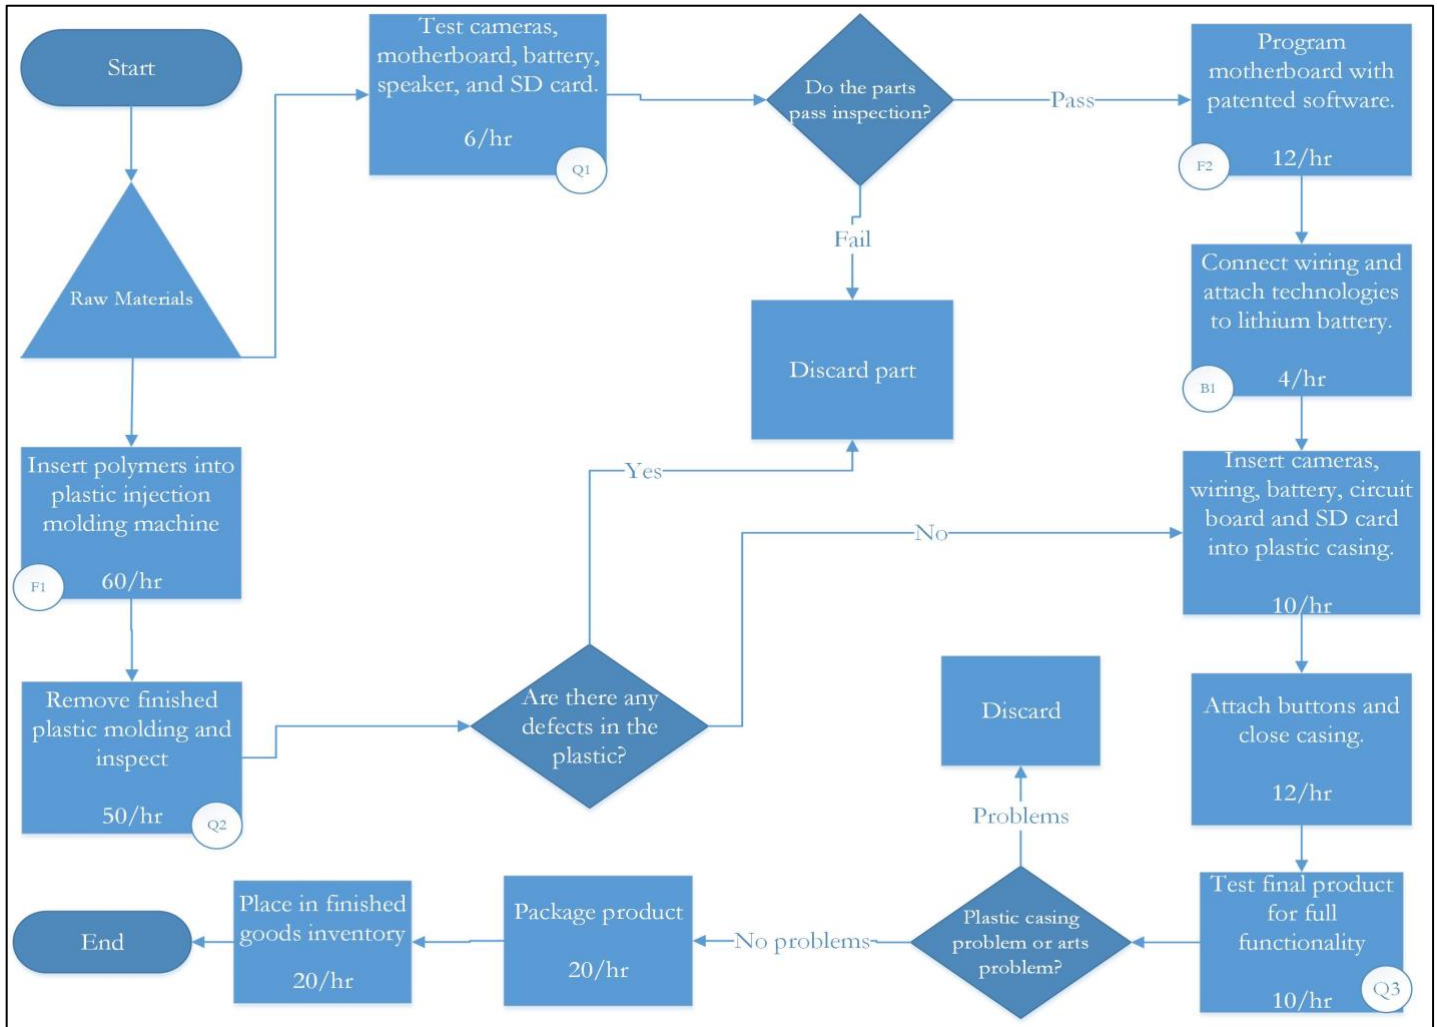 Start
Raw Materials
Test cameras,
motherboard, battery,
speaker, and SD card.
6/hr
Q1
Do the parts
pass inspection?
Pass
Fail
Discard part
Program
motherboard with
patented software.
12/hr
F2
Connect wiring and
attach technologies
to lithium battery.
4/hr
B1
Insert polymers into
plastic injection
molding machine
60/hr
F1
Remove finished
plastic molding and
inspect
50/hr
Q2
Are there any
defects in the
plastic?
Yes
No
Insert cameras,
wiring, battery, circuit
board and SD card
into plastic casing.
10/hr
Attach buttons and
close casing.
12/hr
Test final product
for full
functionality
10/hr
Q3
Plastic casing
problem or arts
problem?
Problems
Discard
No problems
Package product
20/hr
Place in finished
goods inventory
20/hr
End